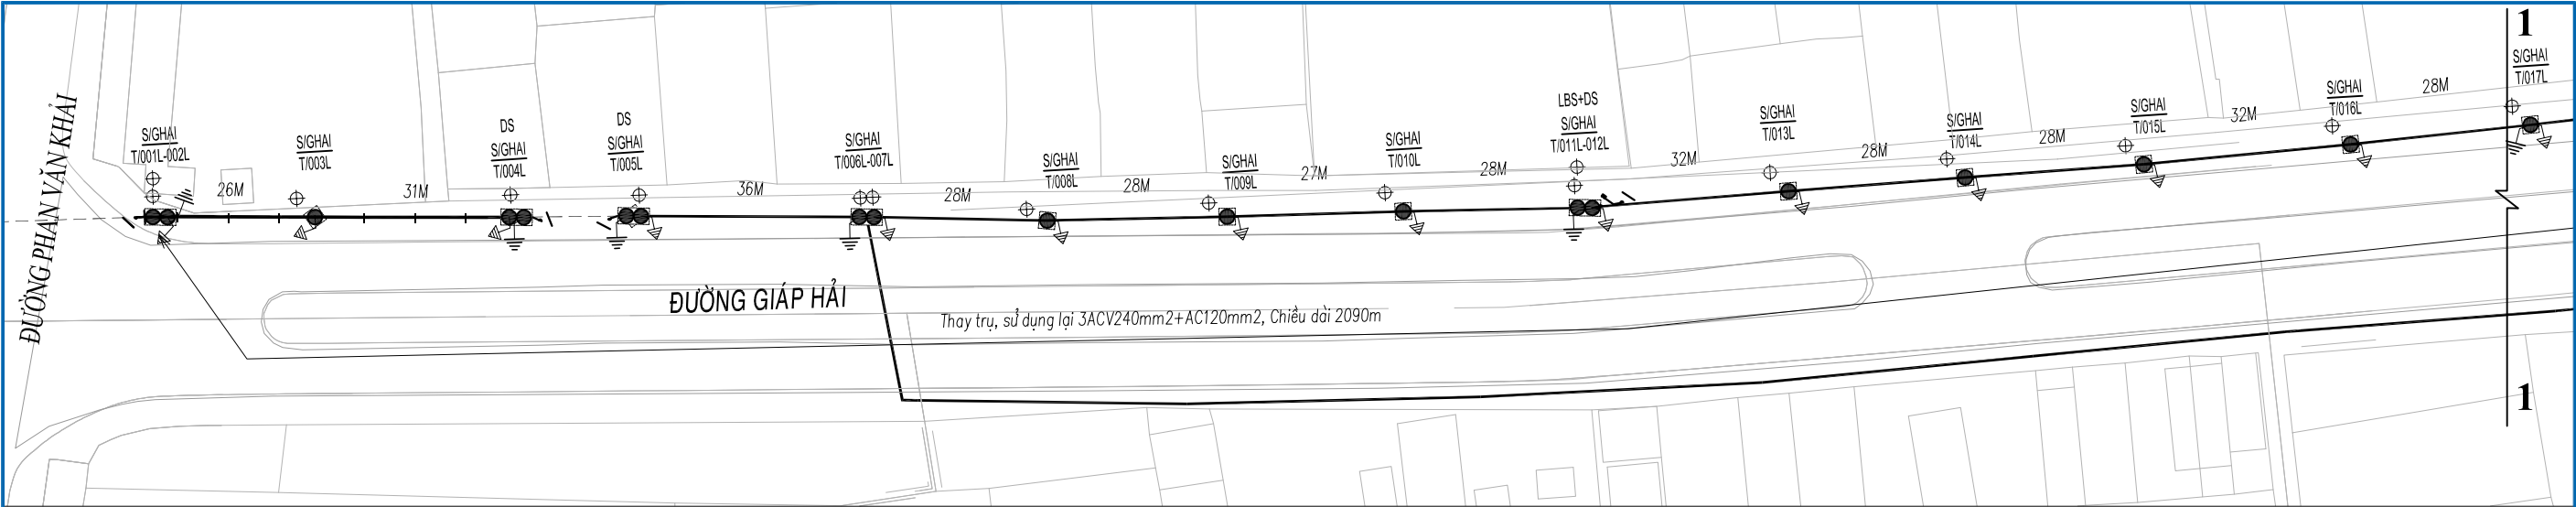 ĐƯỜNG PHAN VĂN KHẢI
S/GHAI
T/001L-002L
26M
S/GHAI
T/003L
31M
DS
S/GHAI
T/004L
DS
S/GHAI
T/005L
36M
S/GHAI
T/006L-007L
28M
S/GHAI
T/008L
28M
S/GHAI
T/009L
27M
S/GHAI
T/010L
28M
LBS+DS
S/GHAI
T/011L-012L
32M
S/GHAI
T/013L
28M
S/GHAI
T/014L
28M
S/GHAI
T/015L
32M
S/GHAI
T/016L
28M
1
S/GHAI
T/017L
ĐƯỜNG GIÁP HẢI
Thay trụ, sử dụng lại 3ACV240mm2+AC120mm2, Chiều dài 2090m
1